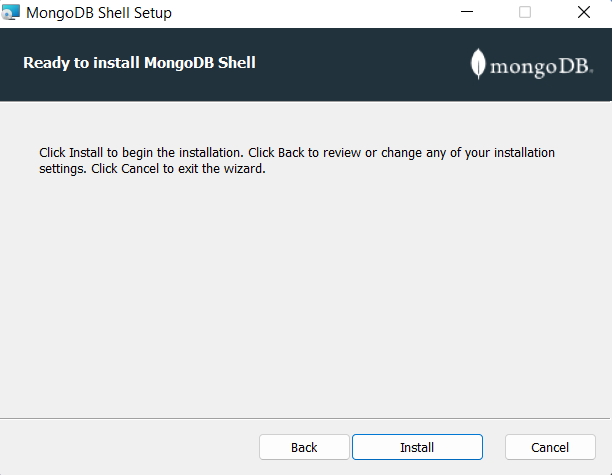 MongoDB Shell Setup
Ready to install MongoDB Shell
mongoDB.
Click Install to begin the installation. Click Back to review or change any of your installation
settings. Click Cancel to exit the wizard.
Back
Install
Cancel